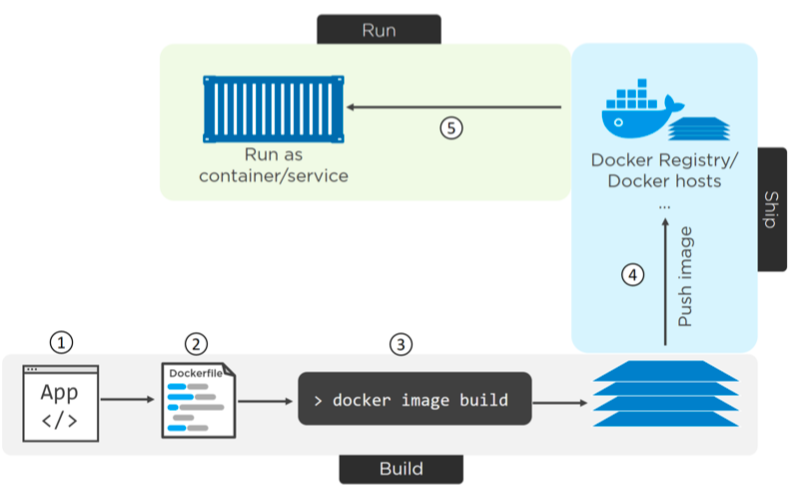 Run
5
Run as
container/service
Docker Registry/
Docker hosts
...
Ship
4
Push image
1
2
3
App
</>
Dockerfile
> docker image build
Build